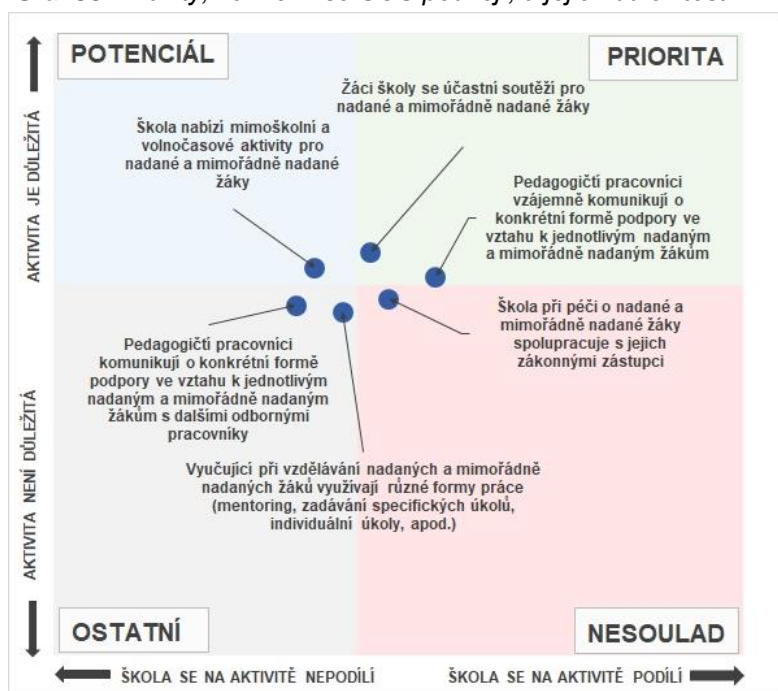 POTENCIÁL
PRIORITA
Žáci školy se účastní soutěží pro
nadané a mimořádně nadané žáky
Škola nabízí mimoškolní a
volnočasové aktivity pro
nadané a mimořádně nadané
žáky
Pedagogičtí pracovníci
vzájemně komunikují o
konkrétní formě podpory ve
vztahu k jednotlivým nadaným
a mimořádně nadaným žákům
Škola při péči o nadané a
mimořádně nadané žáky
spolupracuje s jejich
zákonnými zástupci
Pedagogičtí pracovníci
komunikují o konkrétní formě
podpory ve vztahu k jednotlivým
nadaným a mimořádně nadaným
žákům s dalšími odbornými
pracovníky
Vyučující při vzdělávání nadaných a mimořádně
nadaných žáků využívají různé formy práce
(mentoring, zadávání specifických úkolů,
individuální úkoly, apod.)
AKTIVITA JE DŮLEŽITÁ
AKTIVITA NENÍ DŮLEŽITÁ
OSTATNÍ
NESOULAD
ŠKOLA SE NA AKTIVITĚ NEPODÍLÍ
ŠKOLA SE NA AKTIVITĚ PODÍLÍ